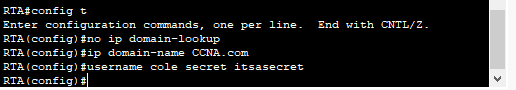 RTA#config t
Enter configuration commands, one per line.  End with CNTL/Z.
RTA(config)#no ip domain-lookup
RTA(config)#ip domain-name CCNA.com
RTA(config)#username cole secret itsasecret
RTA(config)#